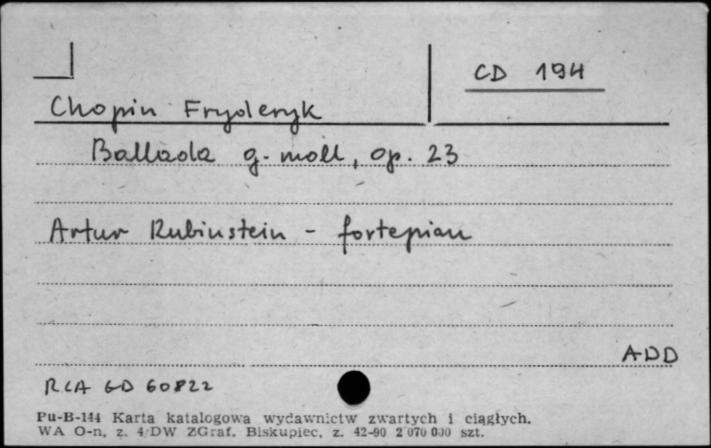 CD 194
Chopin Fryderyk
Ballada g-moll, op. 23
Artur Rubinstein - fortepian
ADD
RCA GD 60822
Pu-B-144 Karta katalogowa wydawnictw zwartych i ciągłych.
WA O-n, z. 4/DW ZGraf. Biskupiec, z. 42-90 2 070 000 szt.